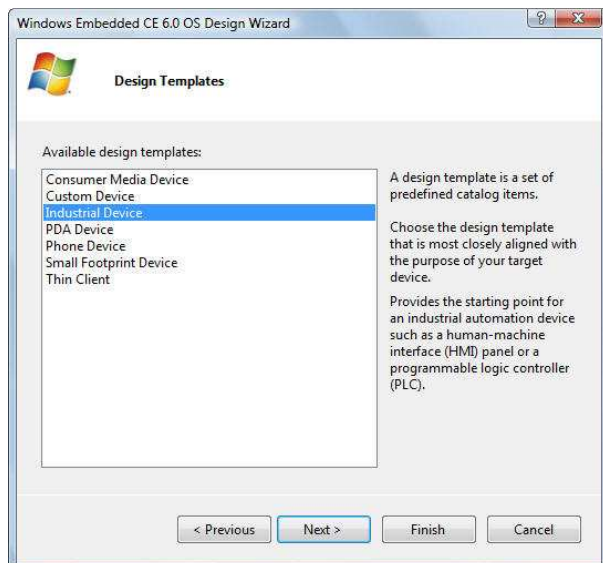 Windows Embedded CE 6.0 OS Design Wizard
Design Templates
Available design templates:
Consumer Media Device
Custom Device
Industrial Device
PDA Device
Phone Device
Small Footprint Device
Thin Client
A design template is a set of
predefined catalog items.
Choose the design template
that is most closely aligned with
the purpose of your target
device.
Provides the starting point for
an industrial automation device
such as a human-machine
interface (HMI) panel or a
programmable logic controller
(PLC).
< Previous
Next >
Finish
Cancel